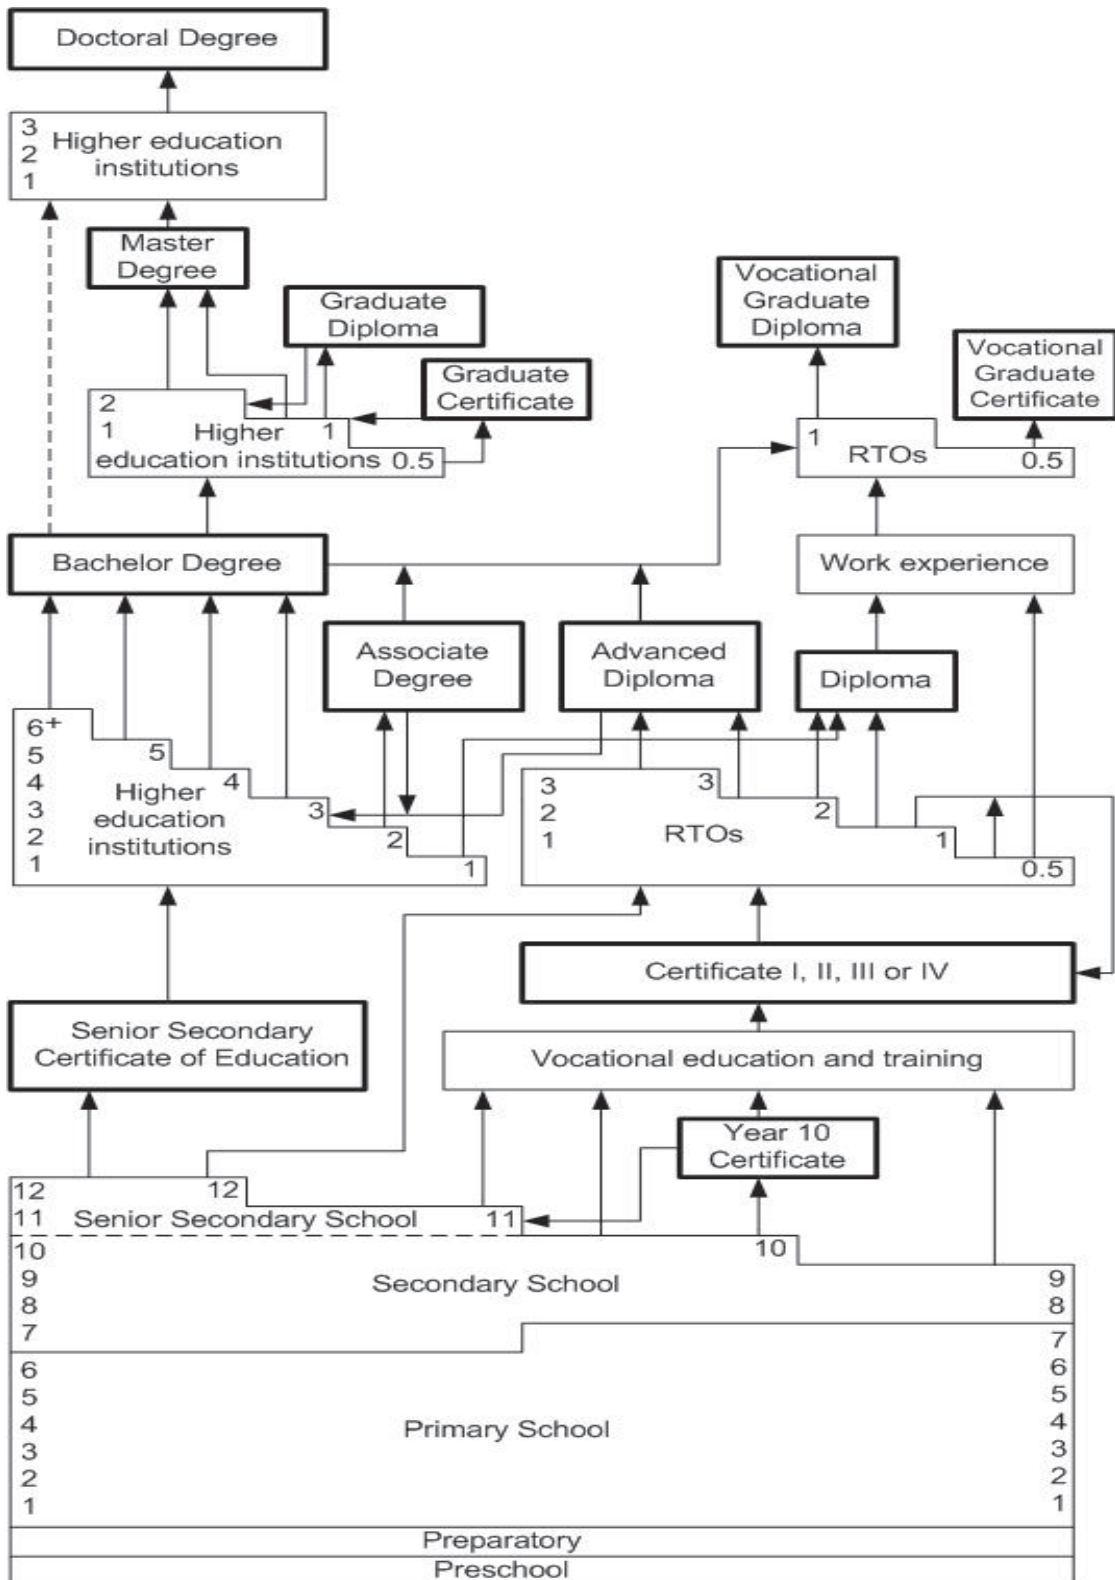 Doctoral Degree
3
2
1
Higher education
institutions
Master
Degree
Graduate
Diploma
Vocational
Graduate
Diploma
Graduate
Certificate
Vocational
Graduate
Certificate
2
1
1
Higher
education institutions
0.5
1
RTOs
0.5
Bachelor Degree
Work experience
Associate
Degree
Advanced
Diploma
Diploma
6+
5
4
3
2
1
5
4
3
2
1
Higher
education
institutions
3
2
1
3
2
1
0.5
RTOs
Certificate I, II, III or IV
Senior Secondary
Certificate of Education
Vocational education and training
Year 10
Certificate
12
11
12
Senior Secondary School
11
10
9
8
7
10
Secondary School
9
8
7
6
5
4
3
2
1
Primary School
6
5
4
3
2
1
Preparatory
Preschool